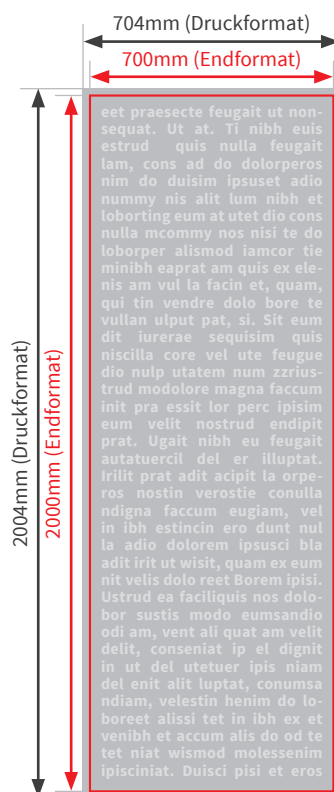 704mm (Druckformat)
700mm (Endformat)
2004mm (Druckformat)
2000mm (Endformat)
eet praesecte feugait ut non-
sequat. Ut at. Ti nibh euis
estrud quis nulla feugait
lam, cons ad do dolorperos
nim do duisim ipsuset adio
nummy nis alit lum nibh et
loborting eum at utet dio cons
nulla mcommy nos nisi te do
loborper alismod iamcor tie
minibh eaprat am quis ex ele-
nis am vul la facin et, quam,
qui tin vendre dolo bore te
vullan ulput pat, si. Sit eum
dit iurerae sequisim quis
niscilla core vel ute feugue
dio nulp utatem num zzrius-
trud modolore magna faccum
init pra essit lor perc ipisim
eum velit nostrud endipit
prat. Ugait nibh eu feugait
autatuercil del er illuptat.
Irilit prat adit acipit la orpe-
ros nostin verostie conulla
ndigna faccum eugiam, vel
in ibh estincin ero dunt nul
la adio dolorem ipsusci bla
adit irit ut wisit, quam ex eum
nit velis dolo reet Borem ipisi.
Ustrud ea faciliquis nos dolo-
bor sustis modo eumsandio
odi am, vent ali quat am velit
delit, conseniat ip el dignit
in ut del utetuer ipis niam
del enit alit luptat, conumsa
ndiam, velestin henim do lo-
boreet alissi tet in ibh ex et
venibh et accum alis do od te
tet niat wismod molessenim
ipisciniat. Duisci pisi et eros